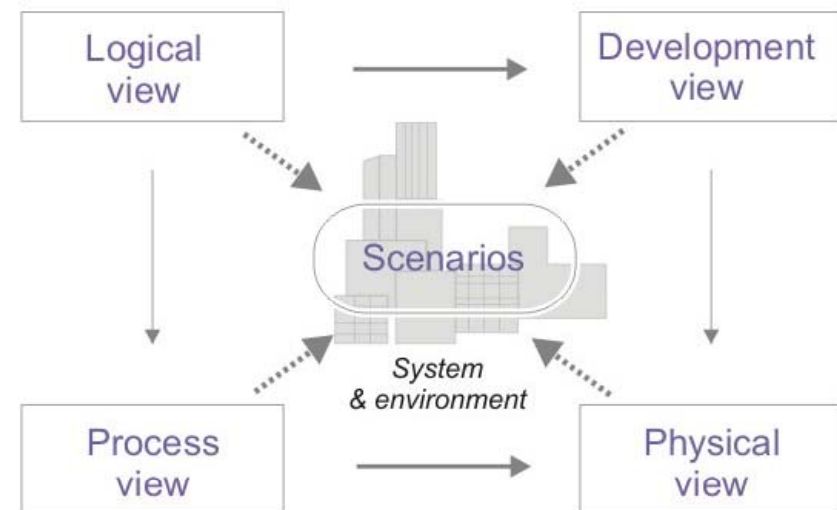 Logical
view
Development
view
Scenarios
System
& environment
Process
view
Physical
view